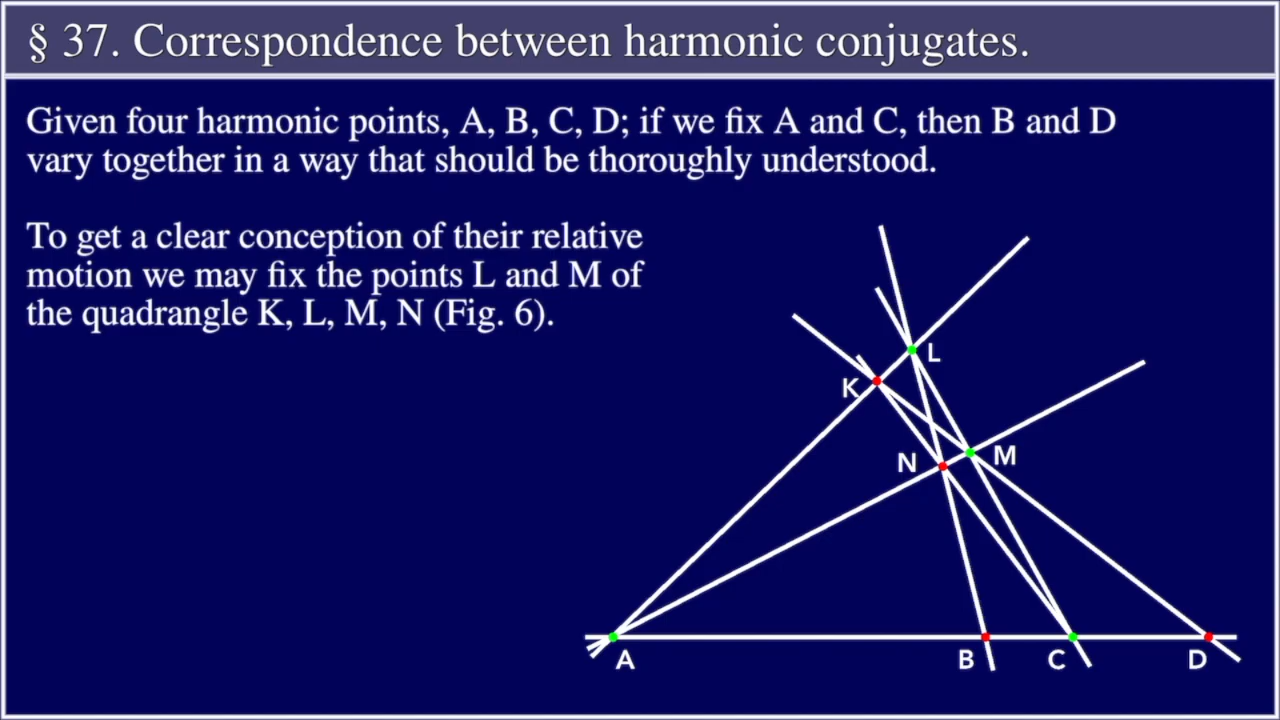 § 37. Correspondence between harmonic conjugates.
Given four harmonic points, A, B, C, D; if we fix A and C, then B and D
vary together in a way that should be thoroughly understood.
To get a clear conception of their relative
motion we may fix the points L and M of
the quadrangle K, L, M, N (Fig. 6).
L
K
N M
A B C D